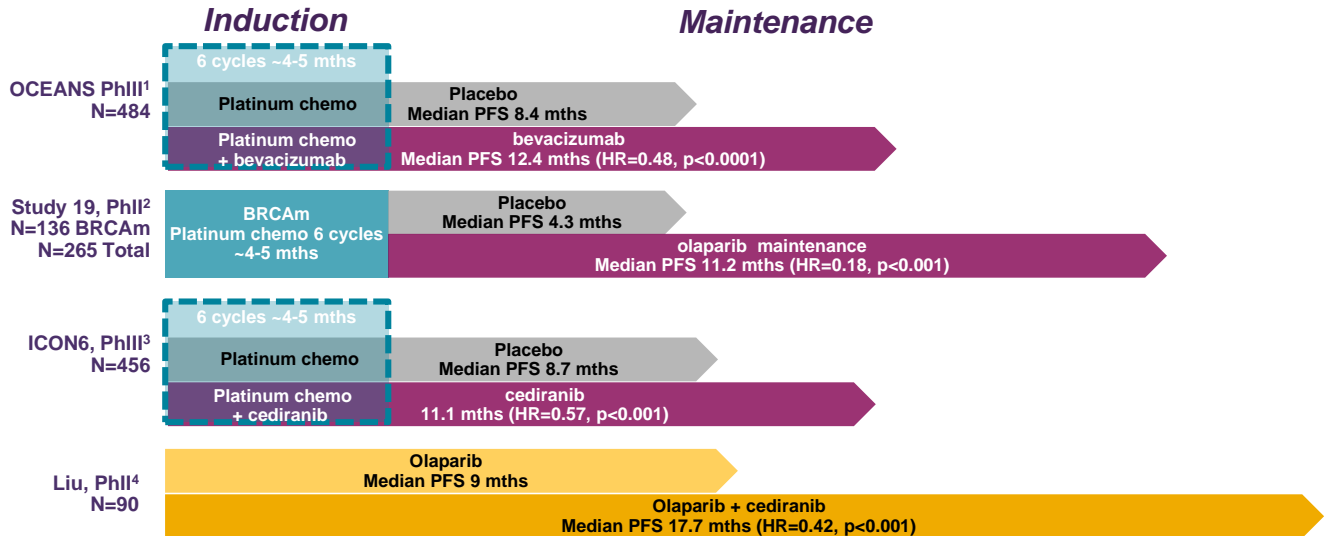 Induction
Maintenance
OCEANS PhIII¹
N=484
6 cycles ~4-5 mths
Platinum chemo
Platinum chemo
+ bevacizumab
Placebo
Median PFS 8.4 mths
bevacizumab
Median PFS 12.4 mths (HR=0.48, p<0.0001)
Study 19, PhII²
N=136 BRCAm
N=265 Total
BRCAm
Platinum chemo 6 cycles
~4-5 mths
Placebo
Median PFS 4.3 mths
olaparib maintenance
Median PFS 11.2 mths (HR=0.18, p<0.001)
ICON6, PhIII³
N=456
6 cycles ~4-5 mths
Platinum chemo
Platinum chemo
+ cediranib
Placebo
Median PFS 8.7 mths
cediranib
11.1 mths (HR=0.57, p<0.001)
Liu, PhII⁴
N=90
Olaparib
Median PFS 9 mths
Olaparib + cediranib
Median PFS 17.7 mths (HR=0.42, p<0.001)